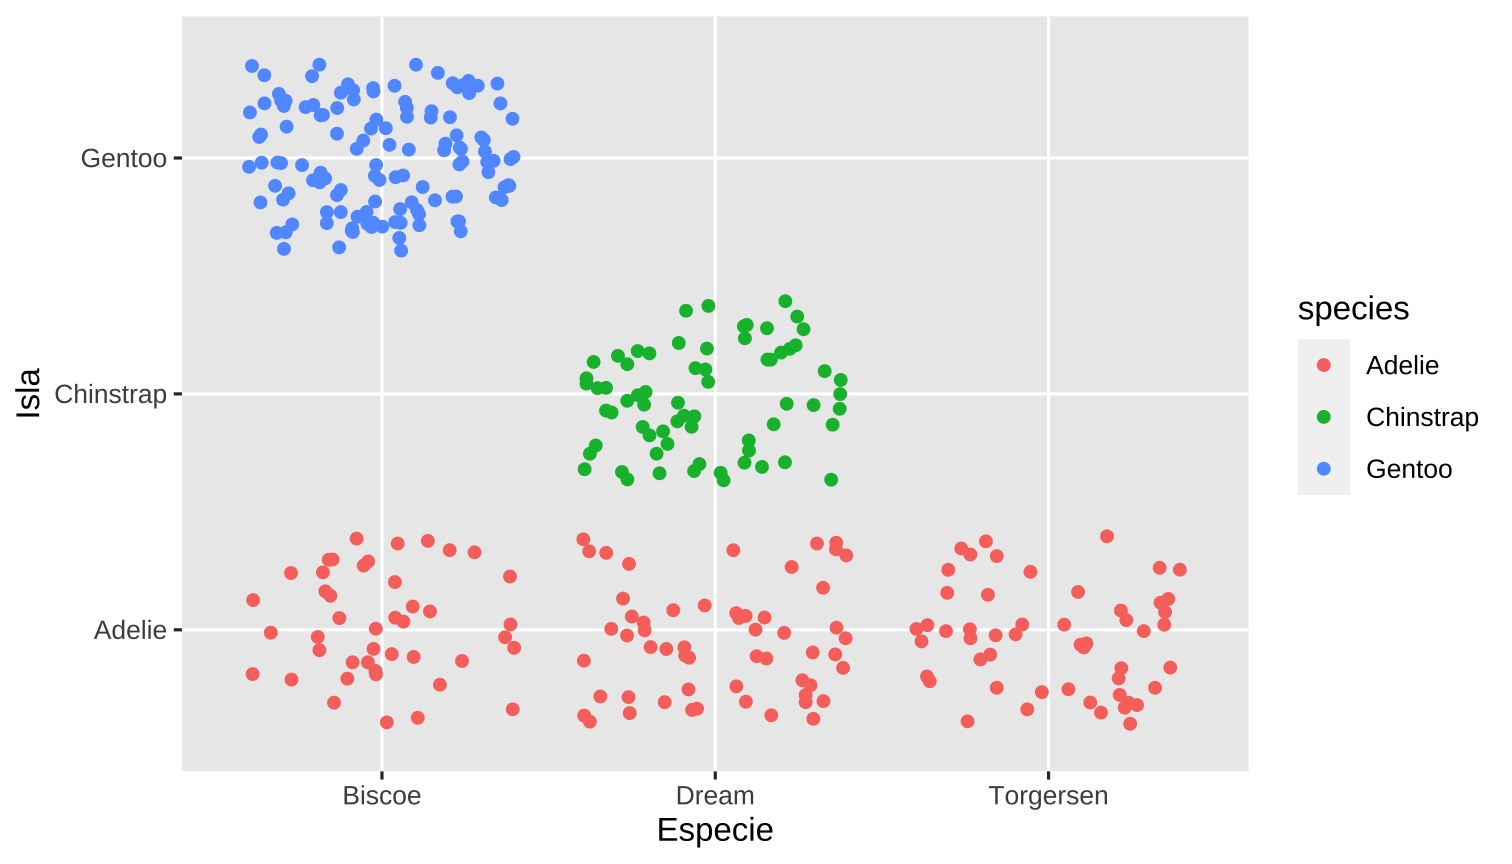 Gentoo
Chinstrap
Adelie
Isla
Biscoe
Dream
Torgersen
Especie
species
Adelie
Chinstrap
Gentoo